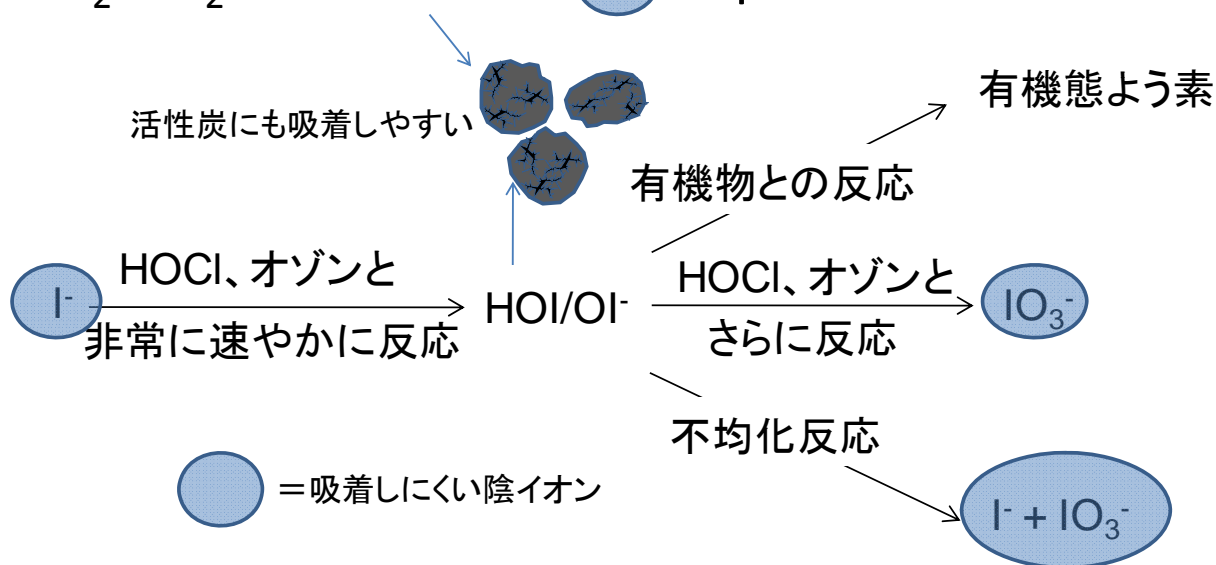 有機態よう素
活性炭にも吸着しやすい
有機物との反応
HOCl、オゾンと
非常に速やかに反応
I⁻
HOI/OI⁻
HOCl、オゾンと
さらに反応
IO₃⁻
不均化反応
=吸着しにくい陰イオン
I⁻ + IO₃⁻